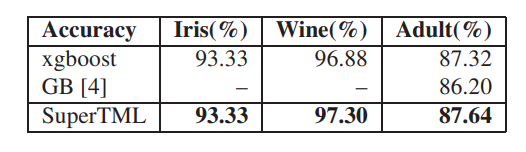 Accuracy Iris(%) Wine(%) Adult(%)
xgboost 93.33 96.88 87.32
GB [4] – – 86.20
SuperTML 93.33 97.30 87.64